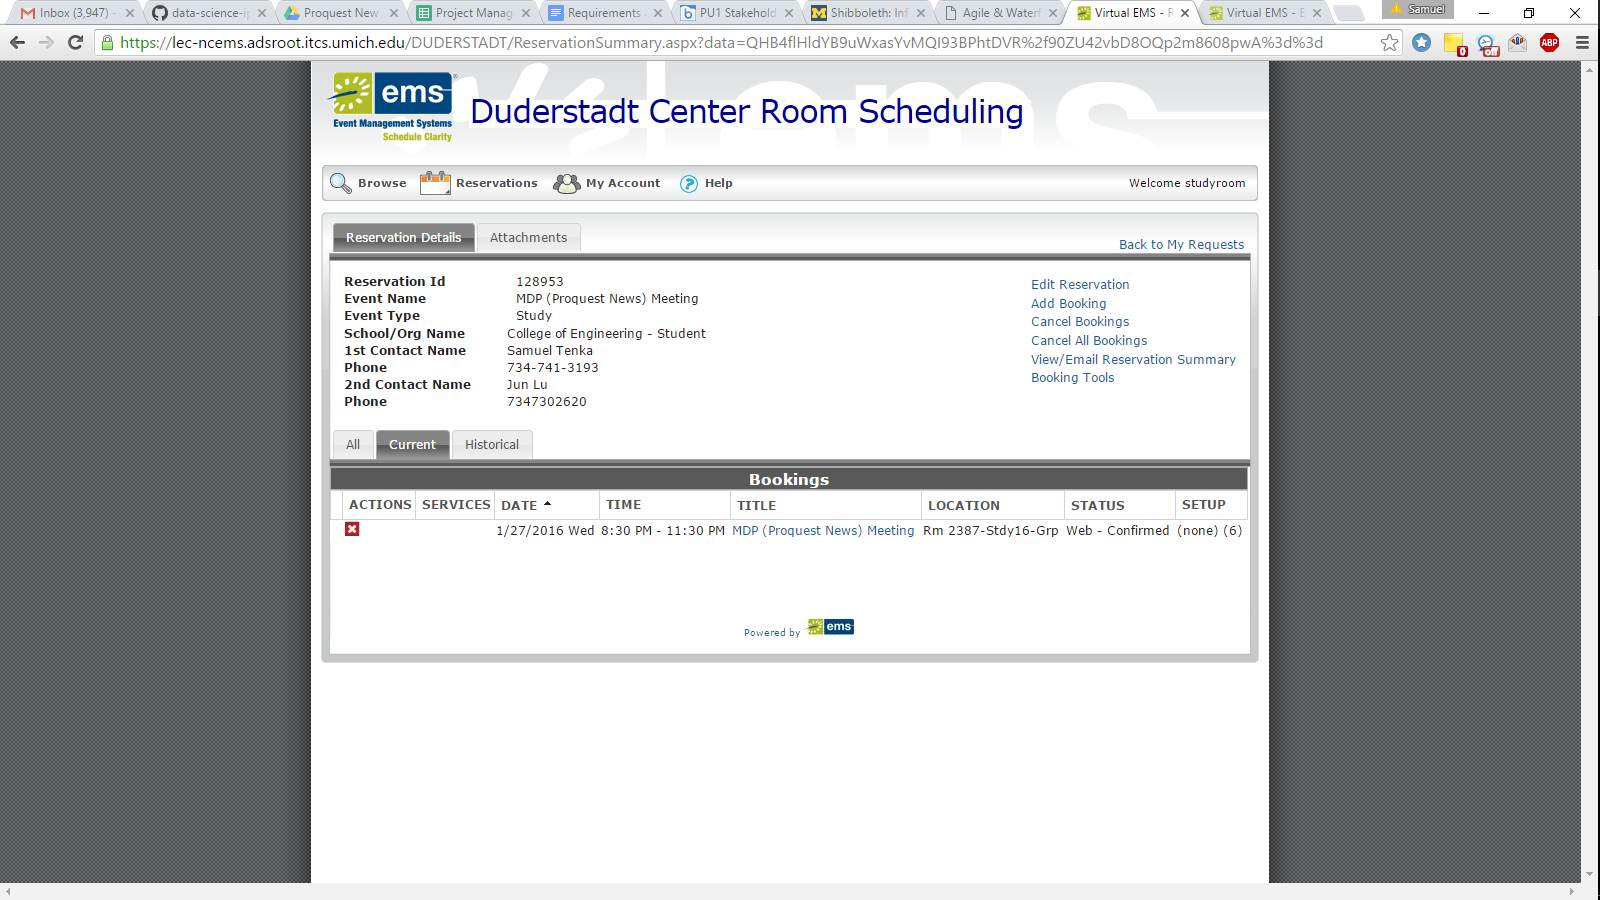 Inbox (3,947) -
data-science-ip
Proquest New
Project Manag
Requirements
PU1 Stakehold
Shibboleth: Inf
Agile & Waterf
Virtual EMS - R
Virtual EMS - E
Samuel
https://lec-ncems.adsroot.itcs.umich.edu/DUDERSTADT/ReservationSummary.aspx?data=QHB4flHldYB9uWxasYvMQI93BPhtDVR%2f90ZU42vbD8OQp2m8608pwA%3d%3d
0
off
ABP
ems
Event Management Systems
Schedule Clarity
Duderstadt Center Room Scheduling
Browse Reservations My Account Help Welcome studyroom
Reservation Details Attachments
Back to My Requests
Reservation Id 128953
Event Name MDP (Proquest News) Meeting
Event Type Study
School/Org Name College of Engineering - Student
1st Contact Name Samuel Tenka
Phone 734-741-3193
2nd Contact Name Jun Lu
Phone 7347302620
Edit Reservation
Add Booking
Cancel Bookings
Cancel All Bookings
View/Email Reservation Summary
Booking Tools
All Current Historical
Bookings
ACTIONS SERVICES DATE TIME TITLE LOCATION STATUS SETUP
1/27/2016 Wed 8:30 PM - 11:30 PM MDP (Proquest News) Meeting Rm 2387-Stdy16-Grp Web - Confirmed (none) (6)
Powered by ems